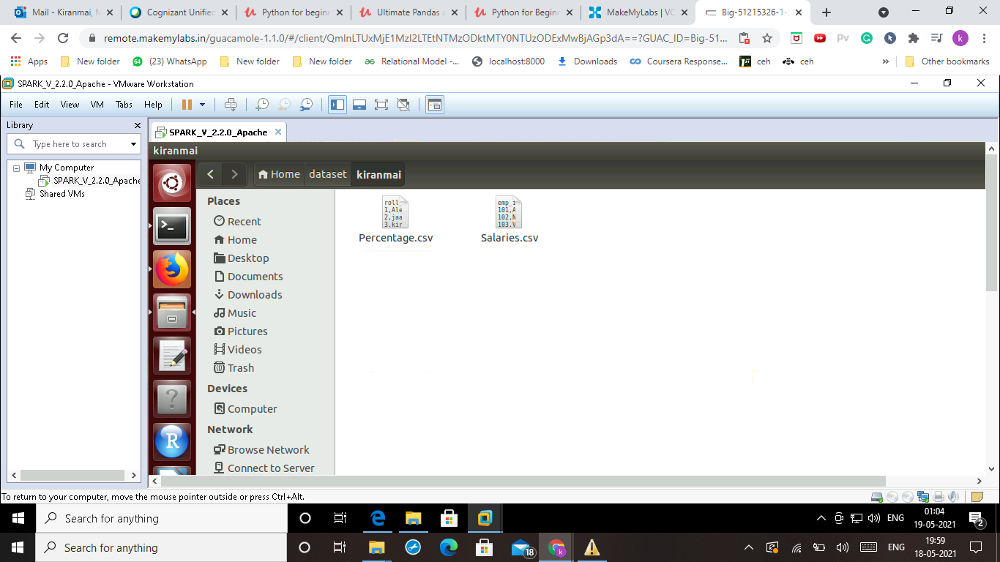 Mail - Kiranmai, M
Cognizant Unified
Python for beginn
Ultimate Pandas a
Python for Beginn
MakeMyLabs | VC
Big-51215326-1-
remote.makemylabs.in/guacamole-1.1.0/#/client/QmlnLTUxMjE1MzI2LTEtNTMzODktMTY0NTUzODExMwBjAGp3dA==?GUAC_ID=Big-51...
Apps
New folder
(23) WhatsApp
New folder
New folder
Relational Model -...
localhost:8000
Downloads
Coursera Response...
ceh
ceh
»
Other bookmarks
SPARK_V_2.2.0_Apache - VMware Workstation
File Edit View VM Tabs Help
Library
Type here to search
My Computer
SPARK_V_2.2.0_Apache
Shared VMs
SPARK_V_2.2.0_Apache
kiranmai
Home dataset kiranmai
Places
Recent
Home
Desktop
Documents
Downloads
Music
Pictures
Videos
Trash
Devices
Computer
Network
Browse Network
Connect to Server
roll
1,Ale
2,jaa
3.kir
Percentage.csv
emp_i
101,A
102,N
103.V
Salaries.csv
To return to your computer, move the mouse pointer outside or press Ctrl+Alt.
Search for anything
ENG
01:04
19-05-2021
2
Search for anything
18
ENG
19:59
18-05-2021